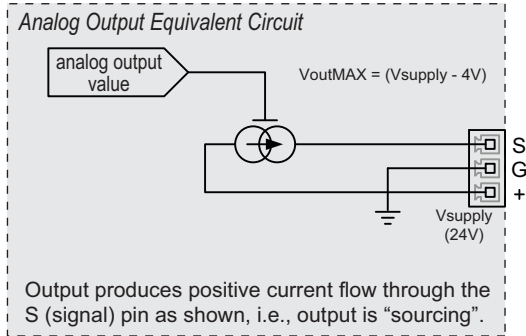 Analog Output Equivalent Circuit
analog output
value
VoutMAX = (Vsupply - 4V)
S
G
+
Vsupply
(24V)
Output produces positive current flow through the
S (signal) pin as shown, i.e., output is “sourcing”.